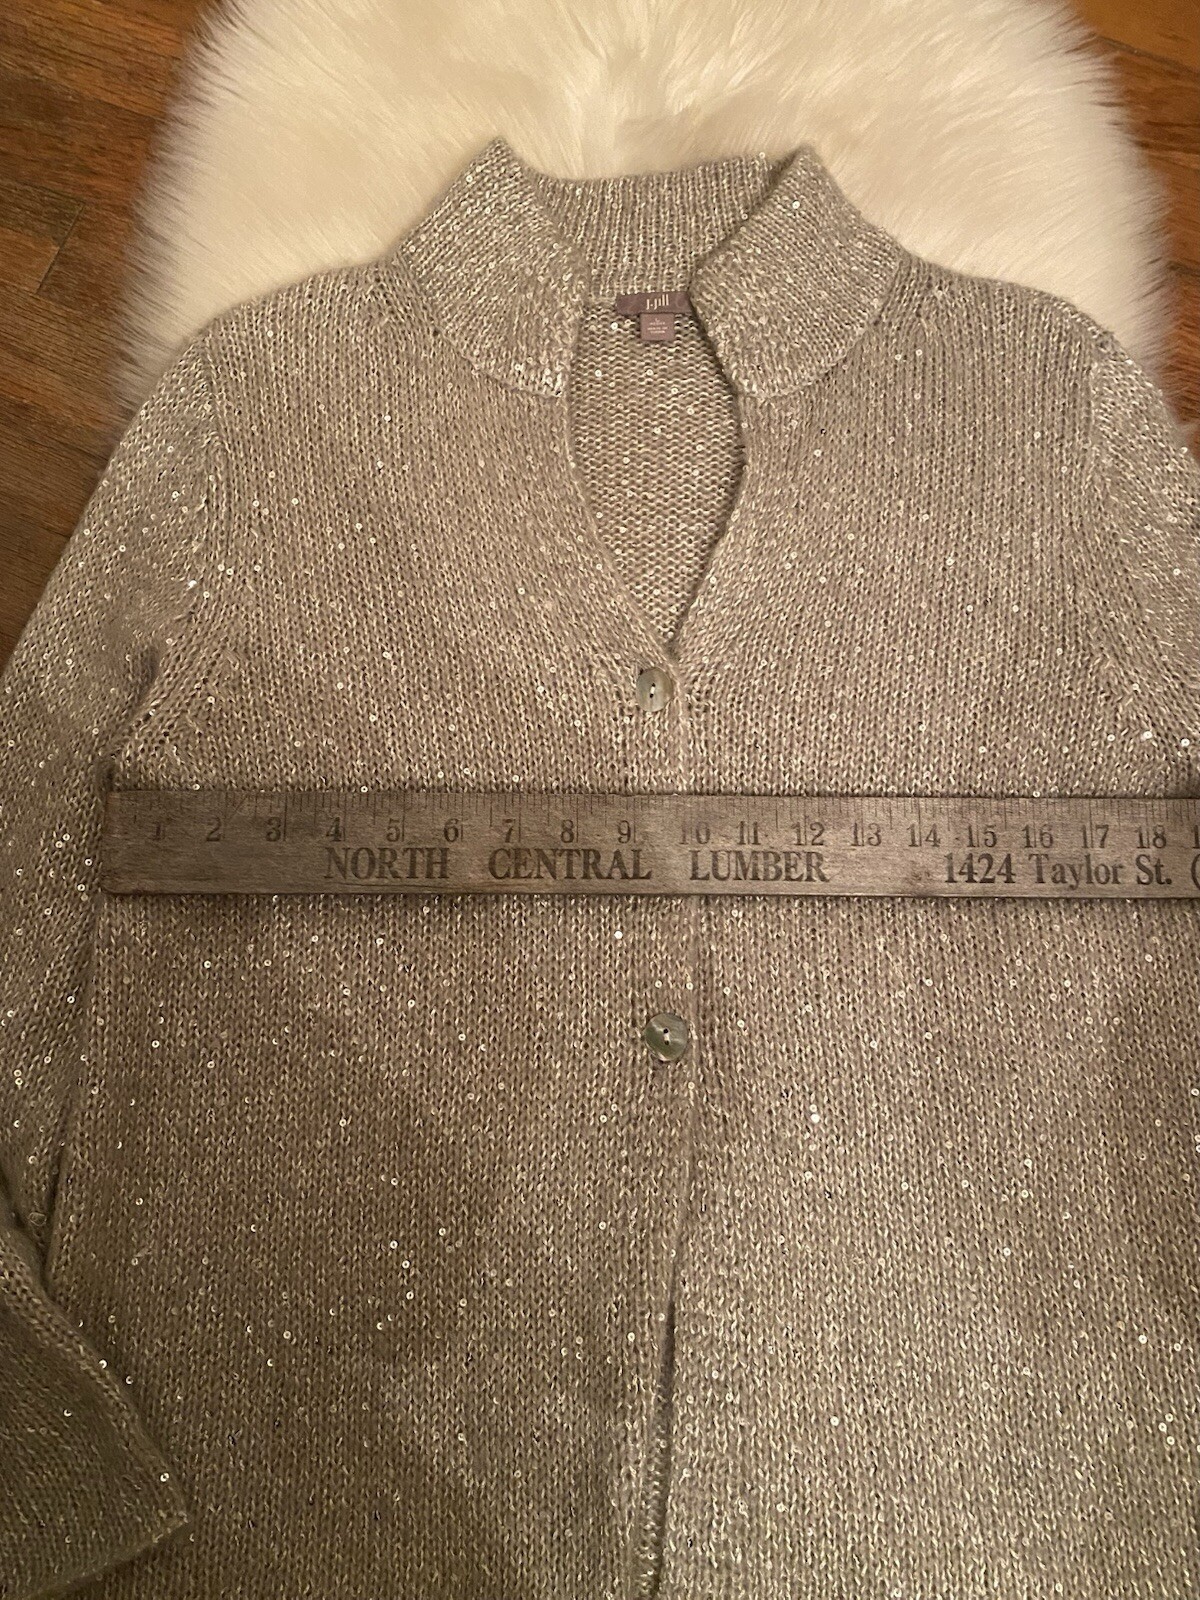 J.Jill
L
1 2 3 4 5 6 7 8 9 10 11 12 13 14 15 16 17 18
NORTH CENTRAL LUMBER 1424 Taylor St. (